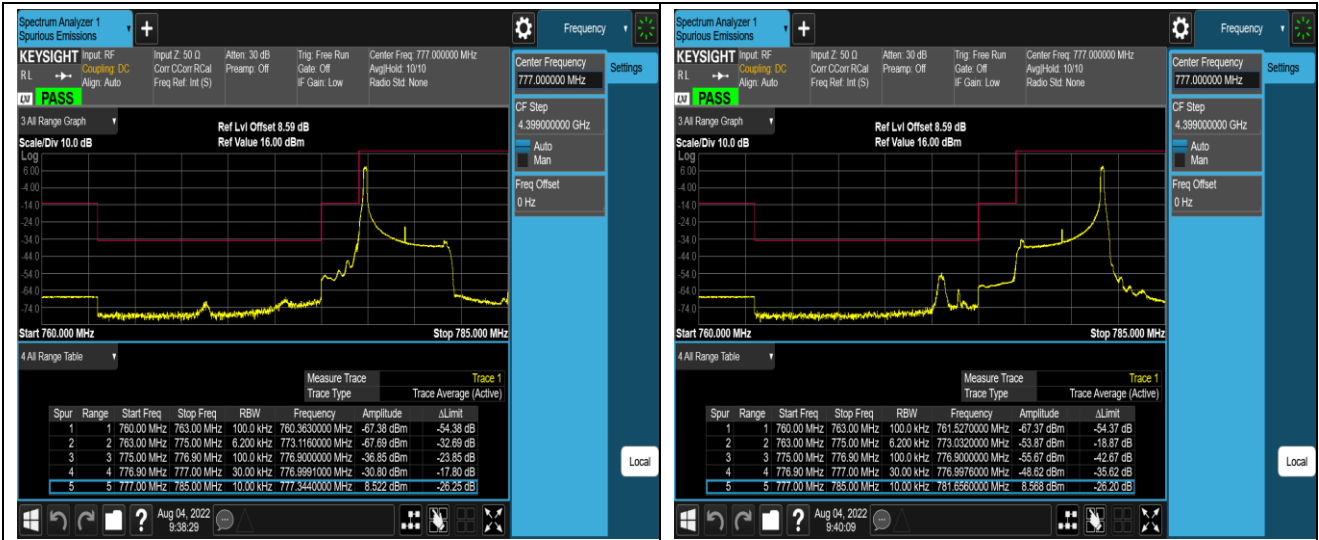 Spectrum Analyzer 1
Spurious Emissions
Frequency
KEYSIGHT Input: RF Input Z: 50 Ω Atten: 30 dB Trig: Free Run Center Freq: 777.000000 MHz
Coupling: DC Corr CCorr RCal Preamp: Off Gate: Off Avg|Hold: 10/10
RL Align: Auto Freq Ref: Int (S) IF Gain: Low Radio Std: None
LXI PASS
Center Frequency
777.000000 MHz
Settings
CF Step
4.399000000 GHz
Auto
Man
Freq Offset
0 Hz
3 All Range Graph
Ref Lvl Offset 8.59 dB
Scale/Div 10.0 dB Ref Value 16.00 dBm
Log
6.00
-4.00
-14.0
-24.0
-34.0
-44.0
-54.0
-64.0
-74.0
Start 760.000 MHz Stop 785.000 MHz
4 All Range Table
Measure Trace Trace 1
Trace Type Trace Average (Active)
Spur Range Start Freq Stop Freq RBW Frequency Amplitude ΔLimit
1 1 760.00 MHz 763.00 MHz 100.0 kHz 760.3630000 MHz -67.38 dBm -54.38 dB
2 2 763.00 MHz 775.00 MHz 6.200 kHz 773.1160000 MHz -67.69 dBm -32.69 dB
3 3 775.00 MHz 776.90 MHz 100.0 kHz 776.9000000 MHz -36.85 dBm -23.85 dB
4 4 776.90 MHz 777.00 MHz 30.00 kHz 776.9991000 MHz -30.80 dBm -17.80 dB
5 5 777.00 MHz 785.00 MHz 10.00 kHz 777.3440000 MHz 8.522 dBm -26.25 dB
Local
? Aug 04, 2022
9:38:29
Spectrum Analyzer 1
Spurious Emissions
Frequency
KEYSIGHT Input: RF Input Z: 50 Ω Atten: 30 dB Trig: Free Run Center Freq: 777.000000 MHz
Coupling: DC Corr CCorr RCal Preamp: Off Gate: Off Avg|Hold: 10/10
RL Align: Auto Freq Ref: Int (S) IF Gain: Low Radio Std: None
LXI PASS
Center Frequency
777.000000 MHz
Settings
CF Step
4.399000000 GHz
Auto
Man
Freq Offset
0 Hz
3 All Range Graph
Ref Lvl Offset 8.59 dB
Scale/Div 10.0 dB Ref Value 16.00 dBm
Log
6.00
-4.00
-14.0
-24.0
-34.0
-44.0
-54.0
-64.0
-74.0
Start 760.000 MHz Stop 785.000 MHz
4 All Range Table
Measure Trace Trace 1
Trace Type Trace Average (Active)
Spur Range Start Freq Stop Freq RBW Frequency Amplitude ΔLimit
1 1 760.00 MHz 763.00 MHz 100.0 kHz 761.5270000 MHz -67.37 dBm -54.37 dB
2 2 763.00 MHz 775.00 MHz 6.200 kHz 773.0320000 MHz -53.87 dBm -18.87 dB
3 3 775.00 MHz 776.90 MHz 100.0 kHz 776.9000000 MHz -55.67 dBm -42.67 dB
4 4 776.90 MHz 777.00 MHz 30.00 kHz 776.9976000 MHz -48.62 dBm -35.62 dB
5 5 777.00 MHz 785.00 MHz 10.00 kHz 781.6560000 MHz 8.568 dBm -26.20 dB
Local
? Aug 04, 2022
9:40:09